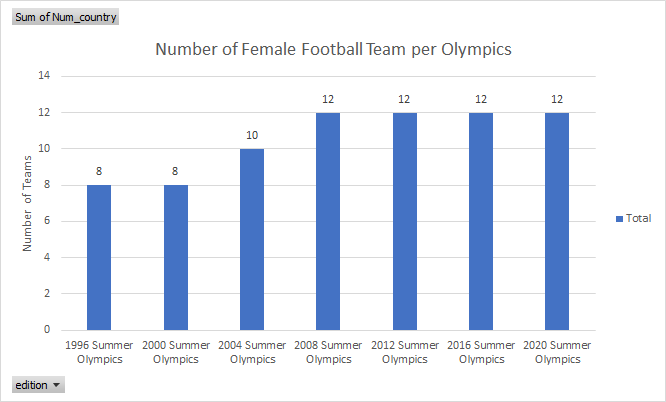 Sum of Num_country
Number of Female Football Team per Olympics
Number of Teams
14
12
10
8
6
4
2
0
8
8
10
12
12
12
12
1996 Summer
Olympics
2000 Summer
Olympics
2004 Summer
Olympics
2008 Summer
Olympics
2012 Summer
Olympics
2016 Summer
Olympics
2020 Summer
Olympics
Total
edition